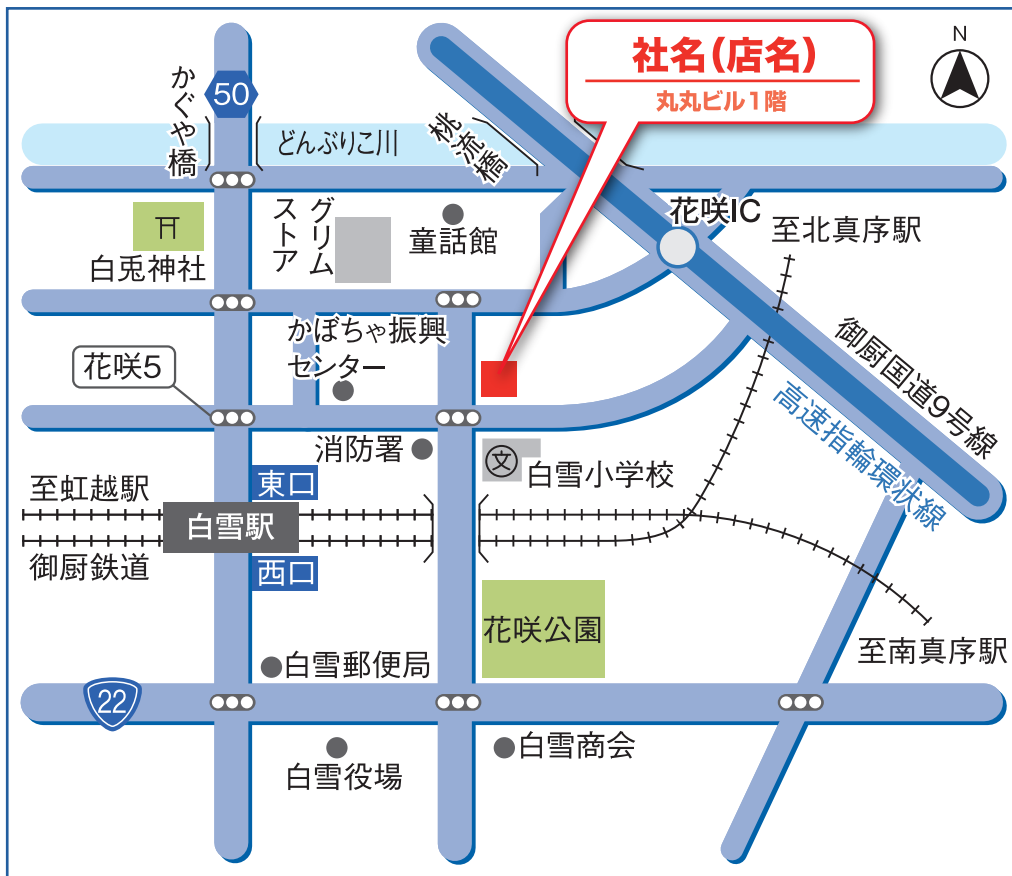 社名(店名)
丸丸ビル1階
N
50
かぐや橋
どんぶりこ川
桃流橋
花咲IC
至北真序駅
白兎神社
グリム
ストア
童話館
かぼちゃ振興
センター
花咲5
御厨国道9号線
高速指輪環状線
消防署
文
白雪小学校
東口
至虹越駅
白雪駅
御厨鉄道
西口
花咲公園
至南真序駅
白雪郵便局
22
白雪役場
白雪商会